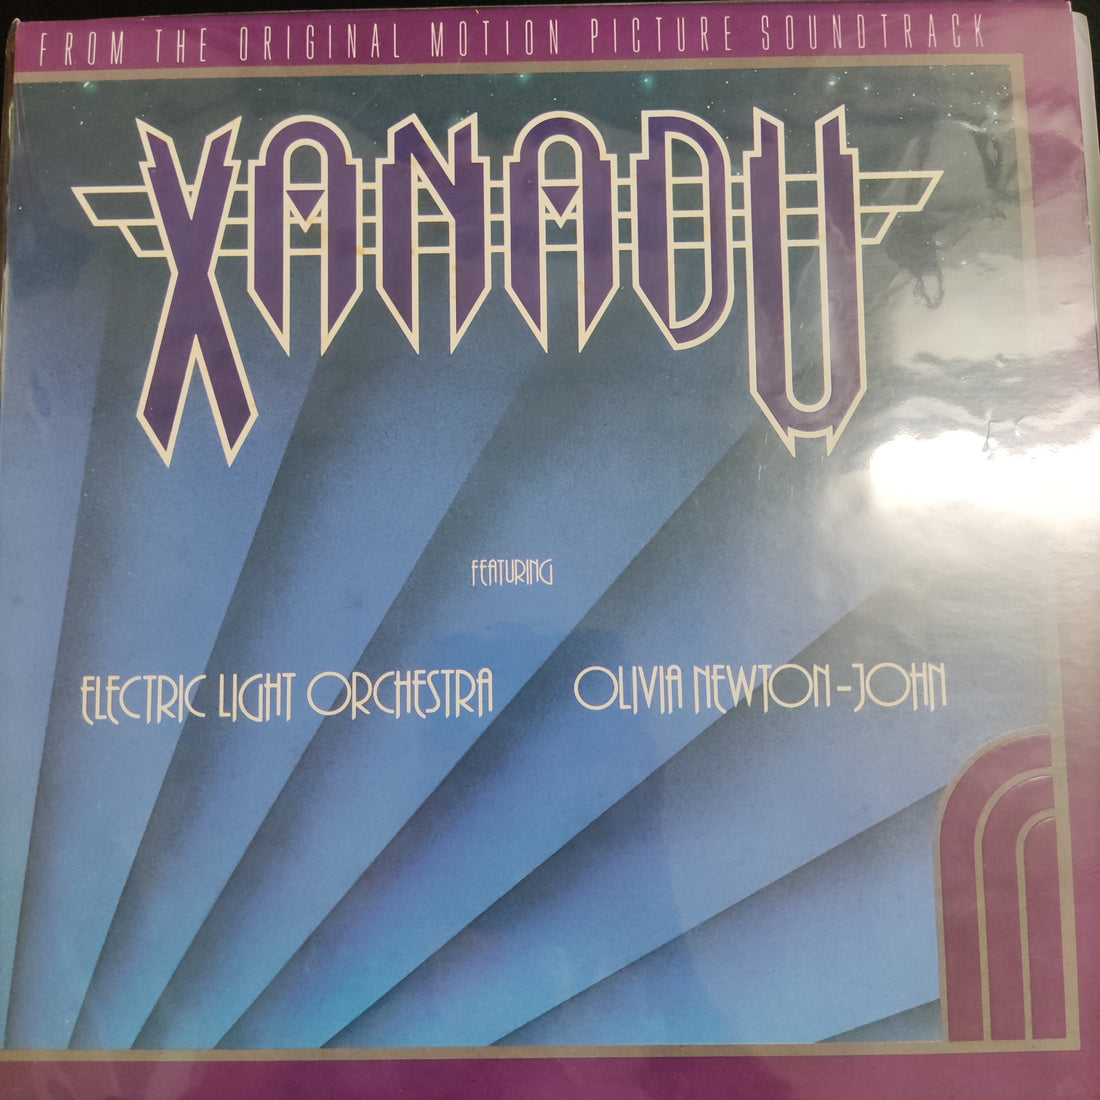 FROM THE ORIGINAL MOTION PICTURE SOUNDTRACK
XANADU
FEATURING
ELECTRIC LIGHT ORCHESTRA OLIVIA NEWTON-JOHN